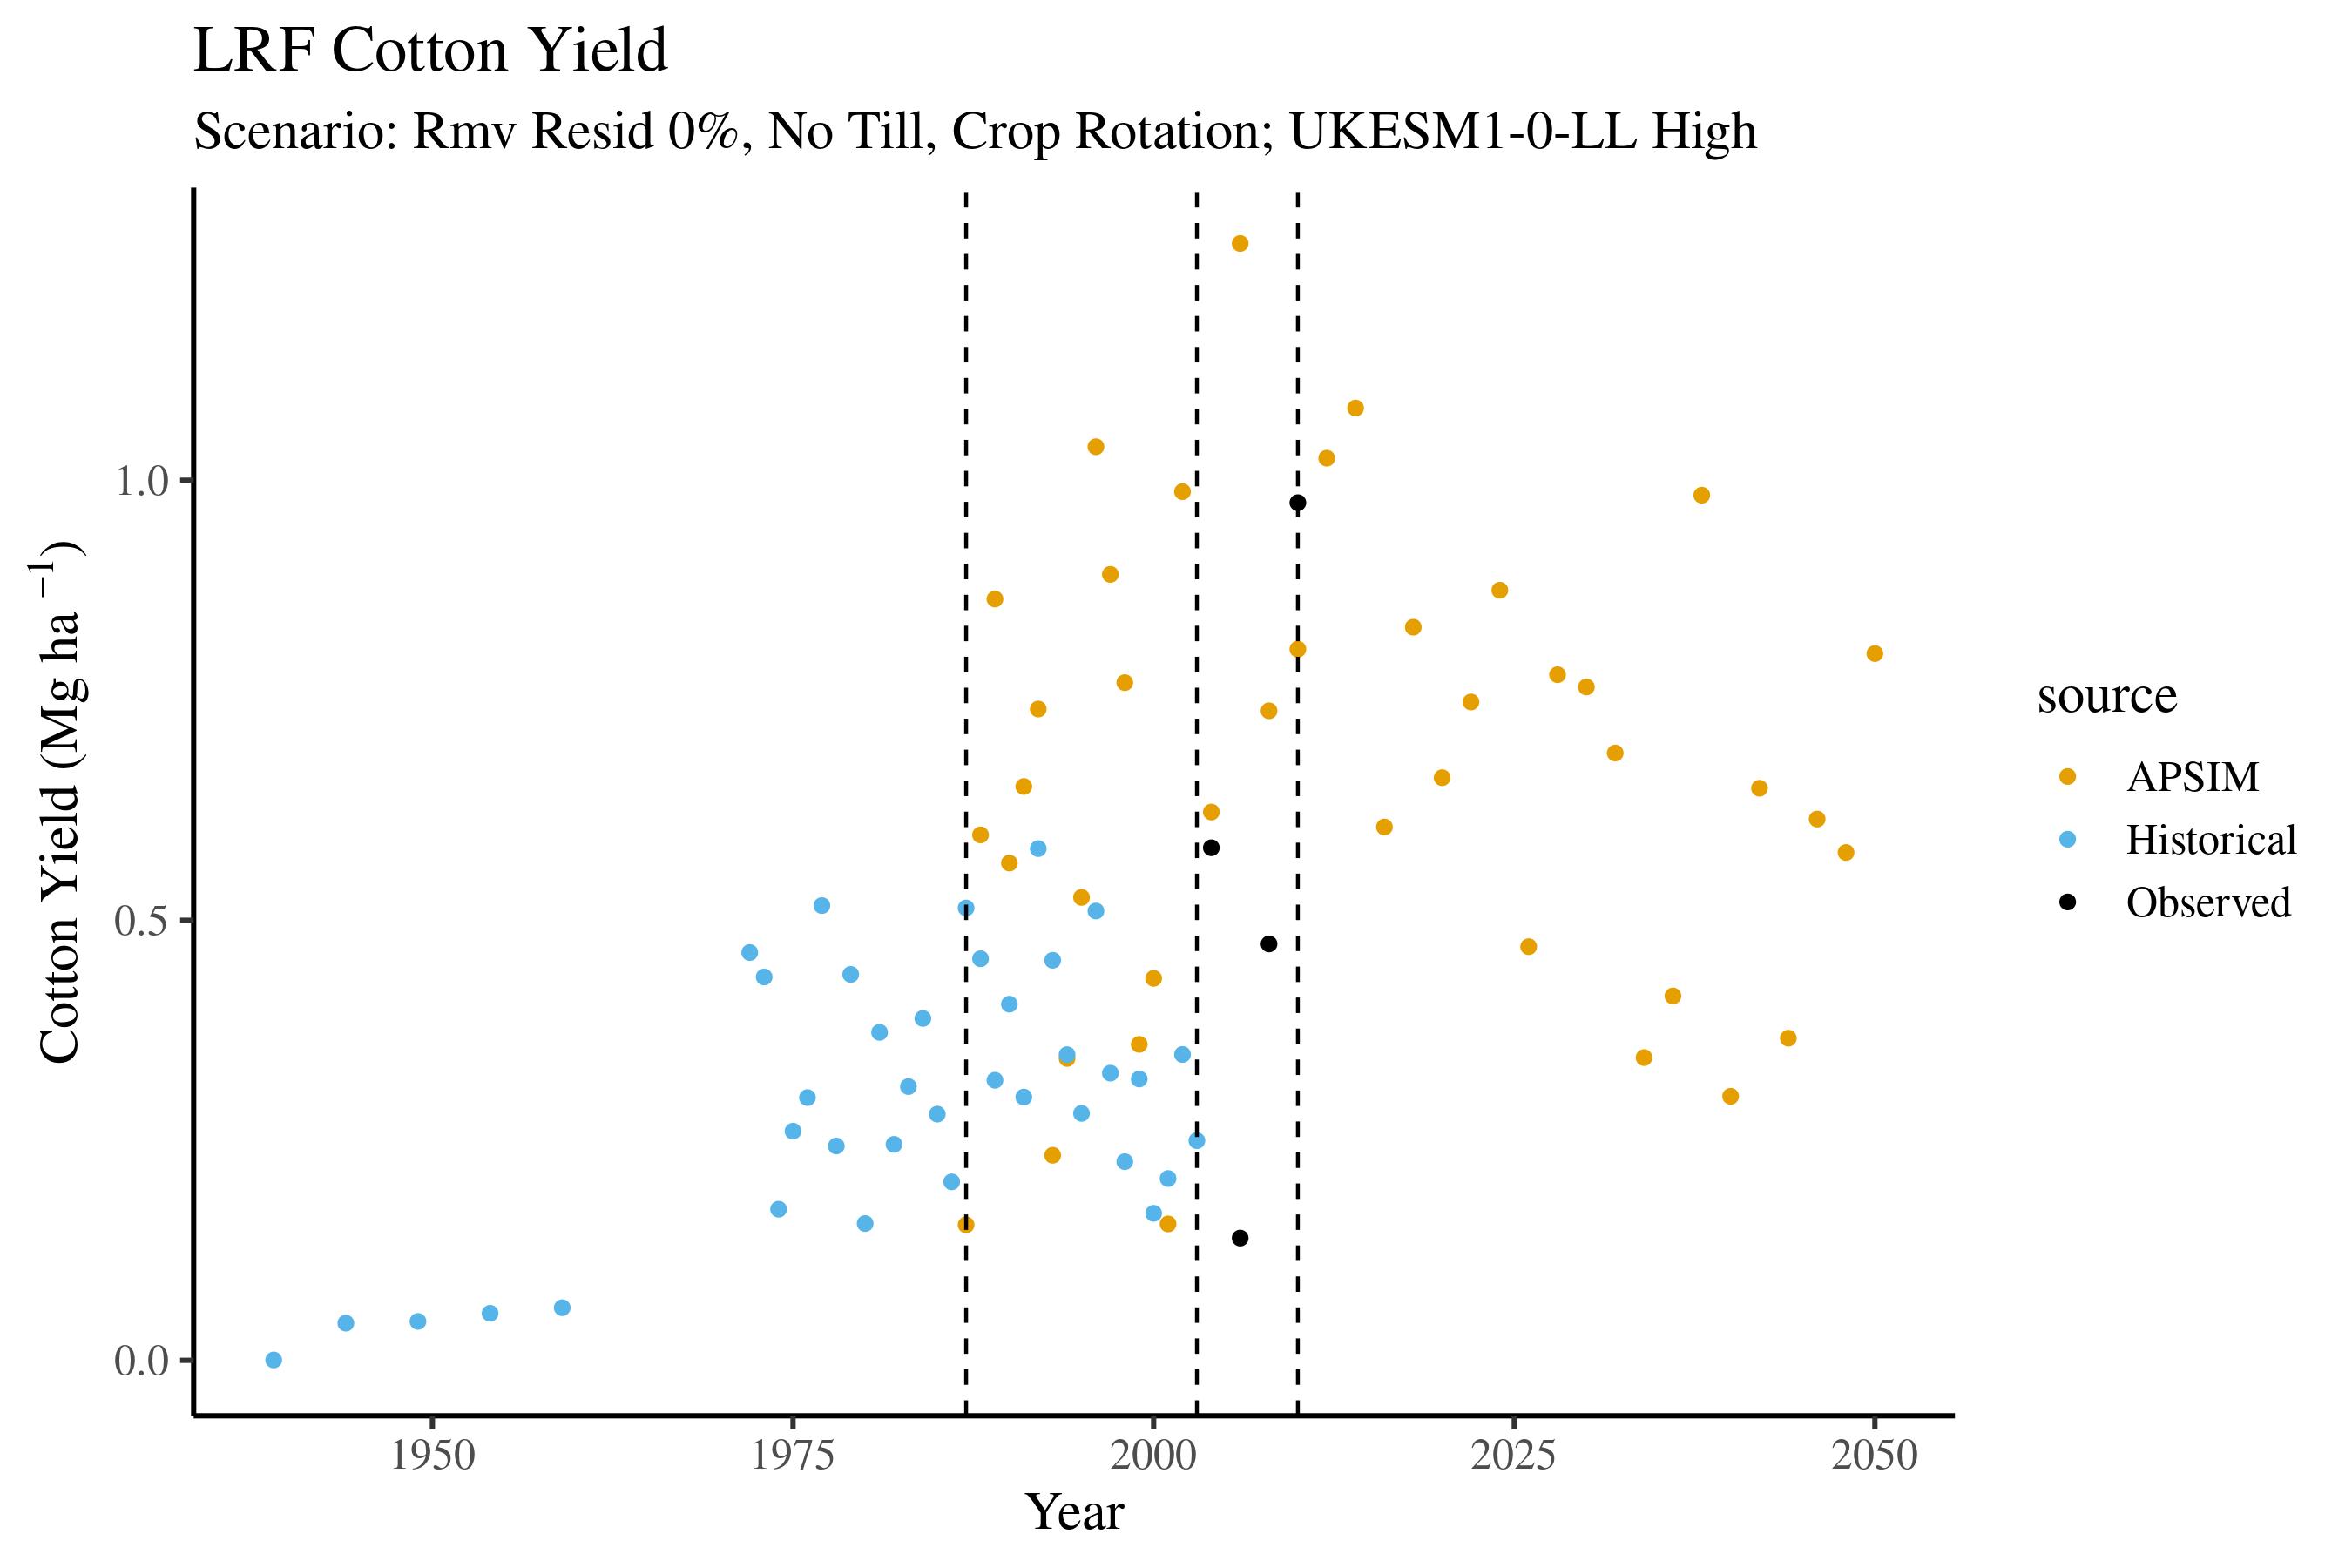 LRF Cotton Yield
Scenario: Rmv Resid 0%, No Till, Crop Rotation; UKESM1-0-LL High
Cotton Yield (Mg ha −1)
1.0
0.5
0.0
1950 1975 2000 2025 2050
Year
source
APSIM
Historical
Observed